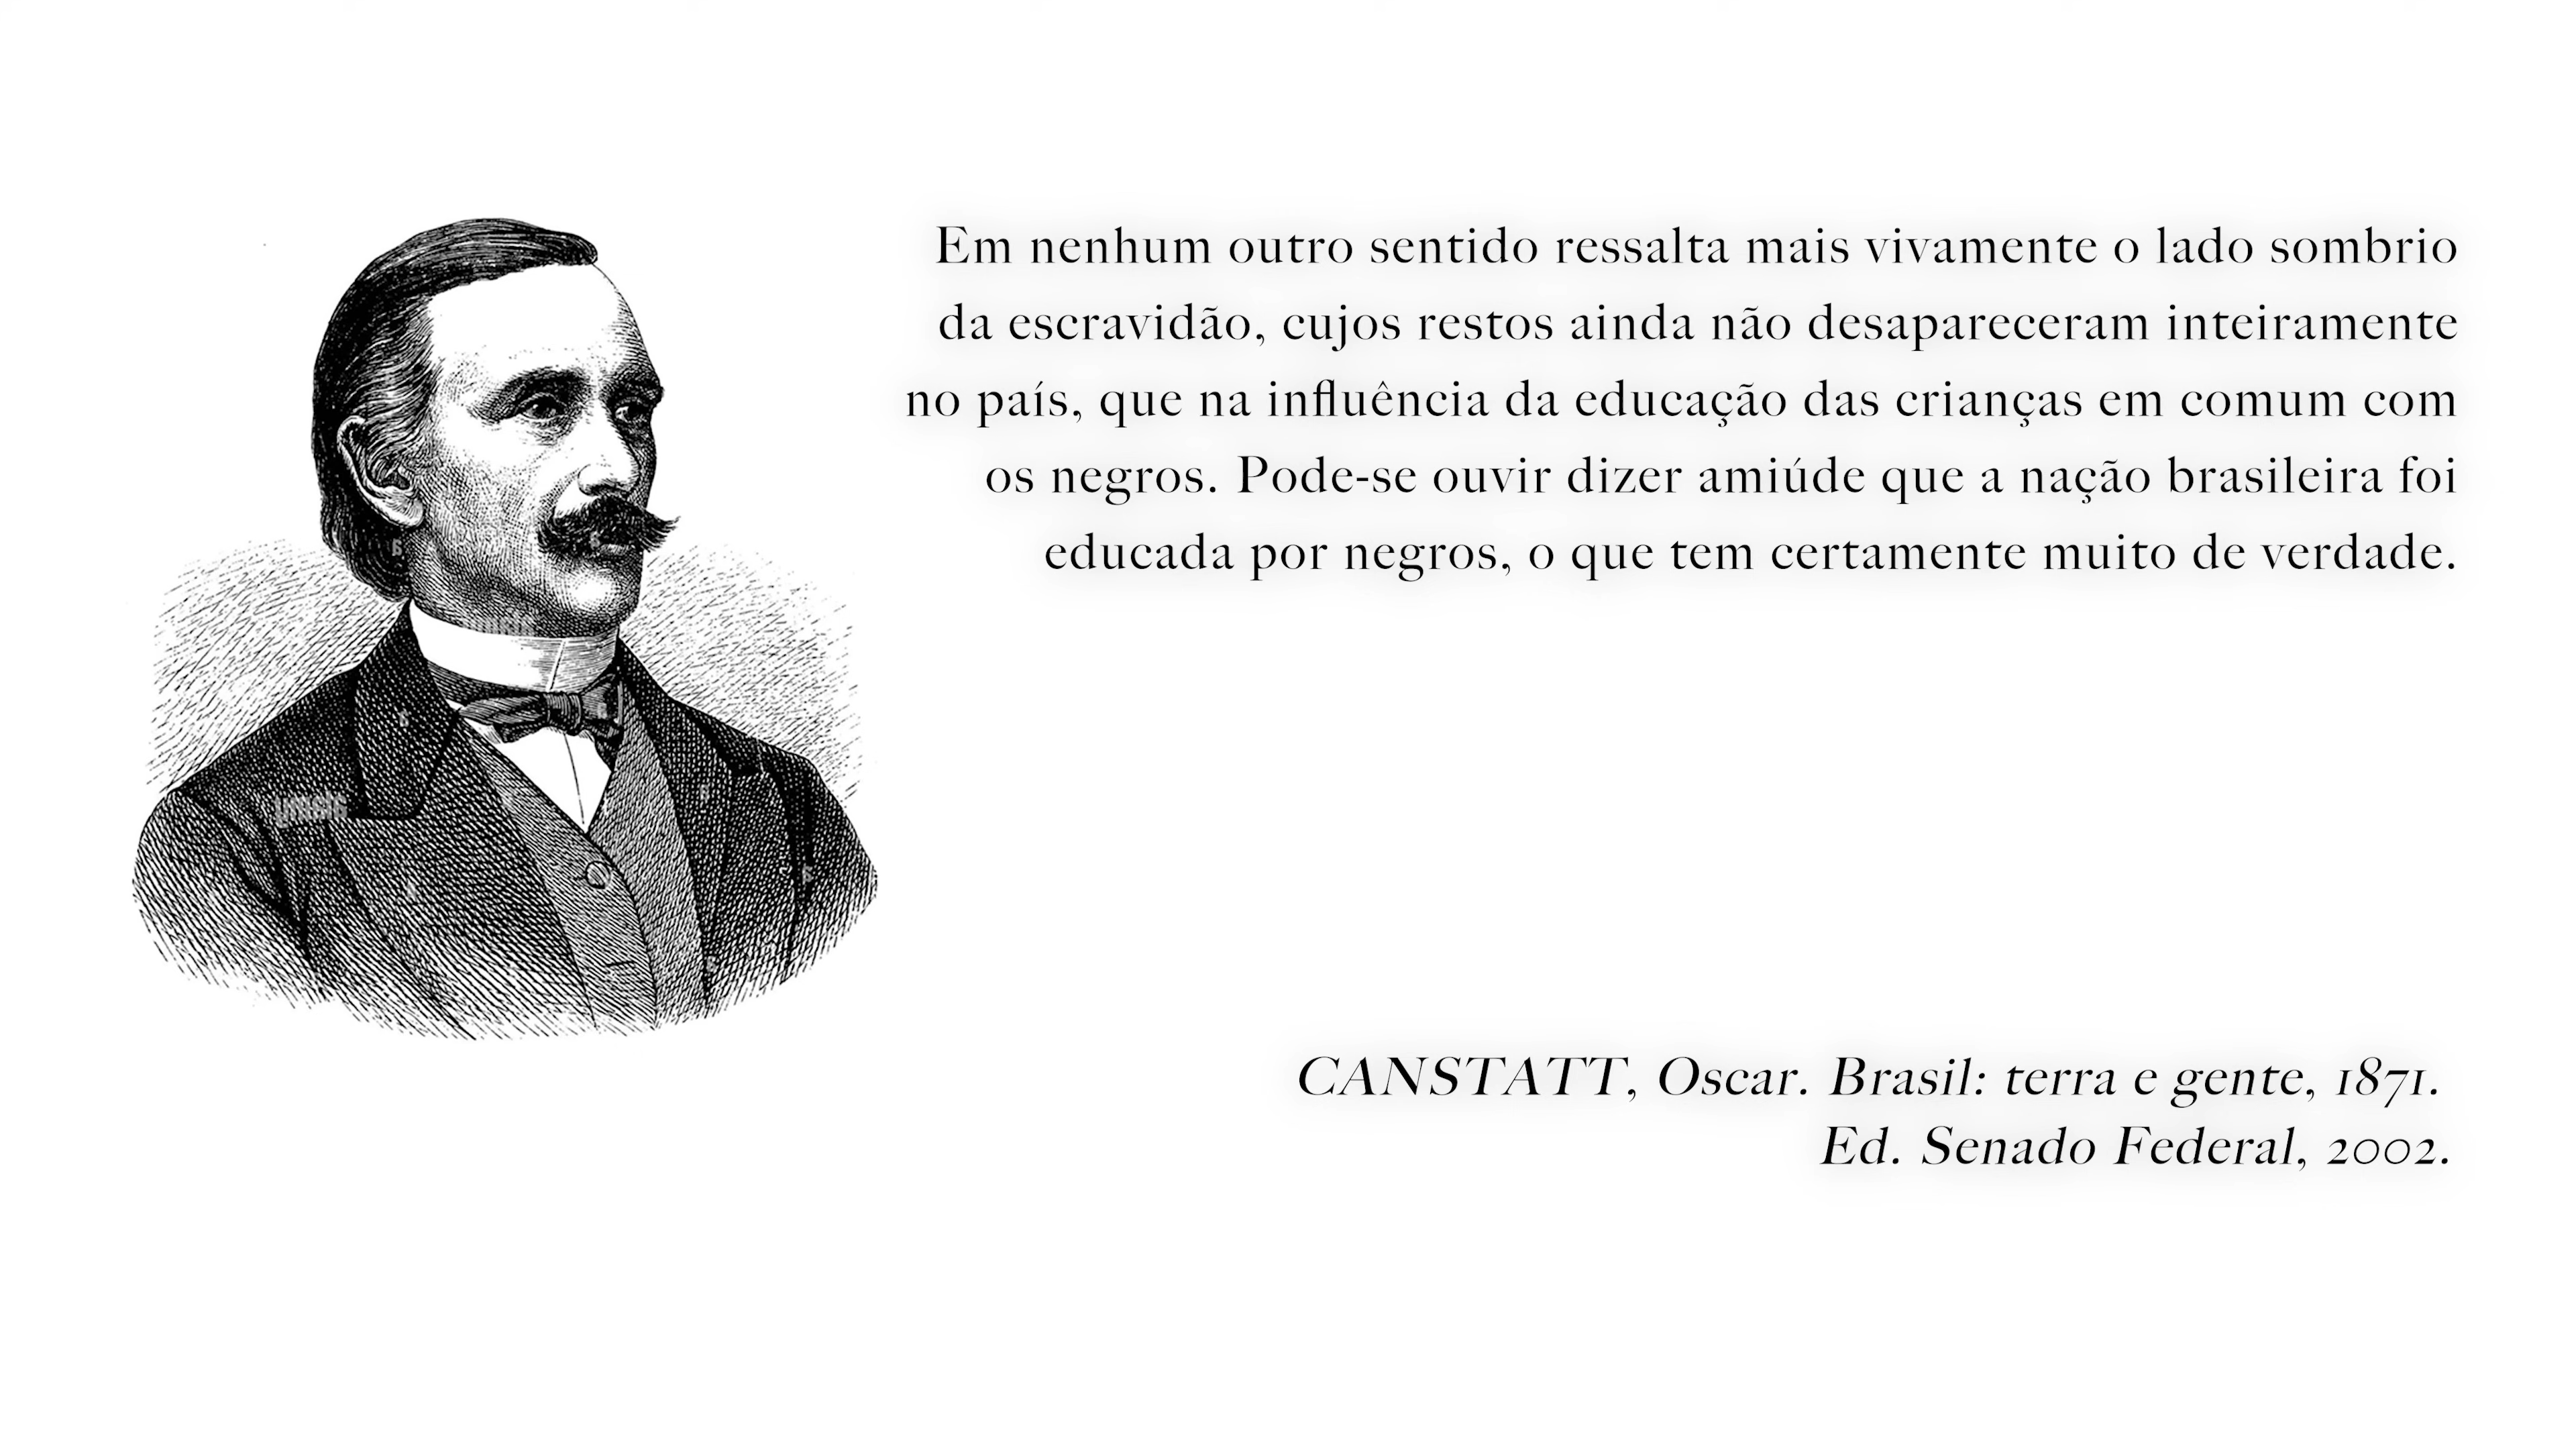 Em nenhum outro sentido ressalta mais vivamente o lado sombrio
da escravidão, cujos restos ainda não desapareceram inteiramente
no país, que na influência da educação das crianças em comum com
os negros. Pode-se ouvir dizer amiúde que a nação brasileira foi
educada por negros, o que tem certamente muito de verdade.
CANSTATT, Oscar. Brasil: terra e gente, 1871.
Ed. Senado Federal, 2002.